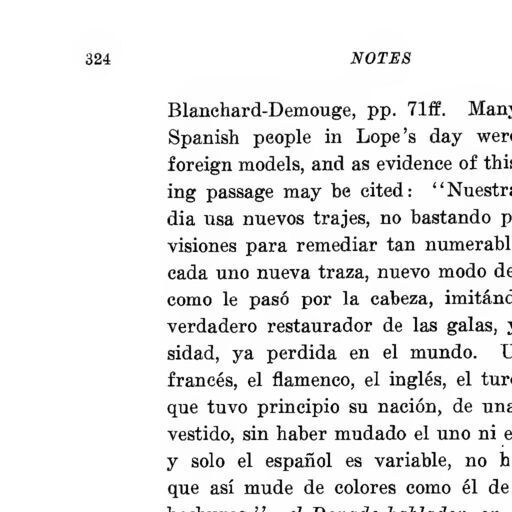 324 NOTES
Blanchard-Demouge, pp. 71ff. Many
Spanish people in Lope's day were
foreign models, and as evidence of this
ing passage may be cited: "Nuestra
dia usa nuevos trajes, no bastando p
visiones para remediar tan numerabl
cada uno nueva traza, nuevo modo de
como le pasó por la cabeza, imitánd
verdadero restaurador de las galas, y
sidad, ya perdida en el mundo. U
francés, el flamenco, el inglés, el tur
que tuvo principio su nación, de una
vestido, sin haber mudado el uno ni e
y solo el español es variable, no h
que así mude de colores como él de
el Donado hablador, en